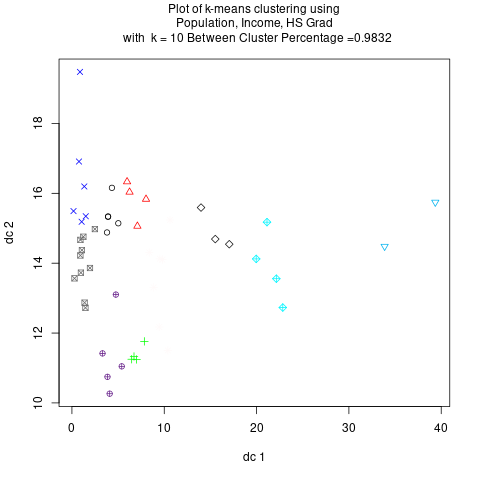 Plot of k-means clustering using
Population, Income, HS Grad
with k = 10 Between Cluster Percentage =0.9832
18
16
14
12
10
dc 2
0
10
20
30
40
dc 1